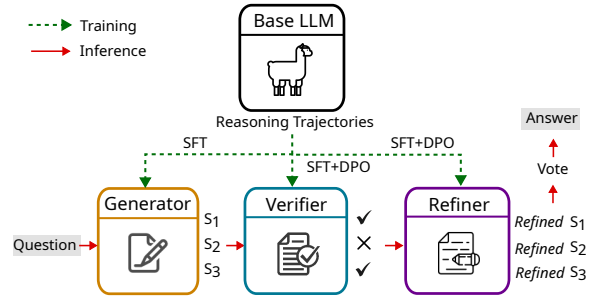 Training
Inference
Base LLM
Reasoning Trajectories
SFT
SFT+DPO
SFT+DPO
Generator
Verifier
Refiner
Question
S1
S2
S3
Refined S1
Refined S2
Refined S3
Vote
Answer